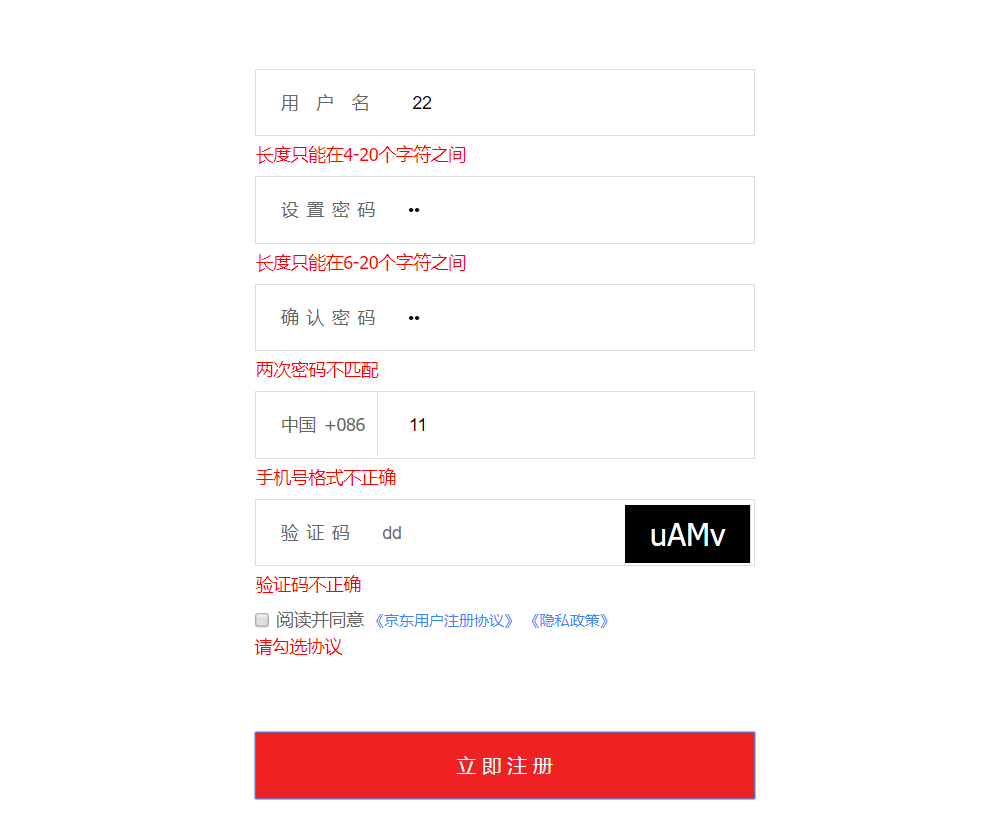 用 户 名 22
长度只能在4-20个字符之间
设 置 密 码 ••
长度只能在6-20个字符之间
确 认 密 码 ••
两次密码不匹配
中国 +086 11
手机号格式不正确
验 证 码 dd uAMv
验证码不正确
阅读并同意 《京东用户注册协议》 《隐私政策》
请勾选协议
立即注册